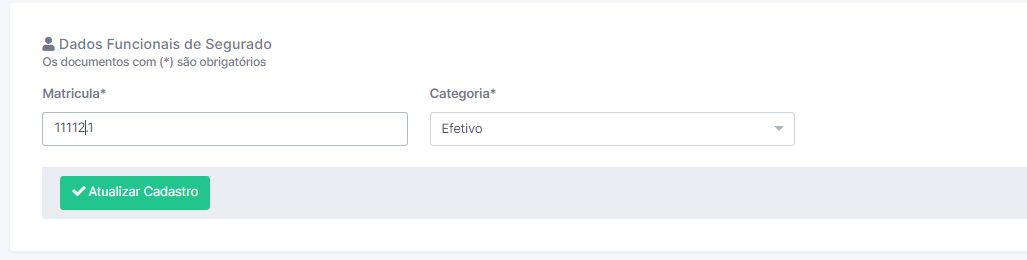 Dados Funcionais de Segurado
Os documentos com (*) são obrigatórios
Matricula*
Categoria*
11112.1
Efetivo
Atualizar Cadastro